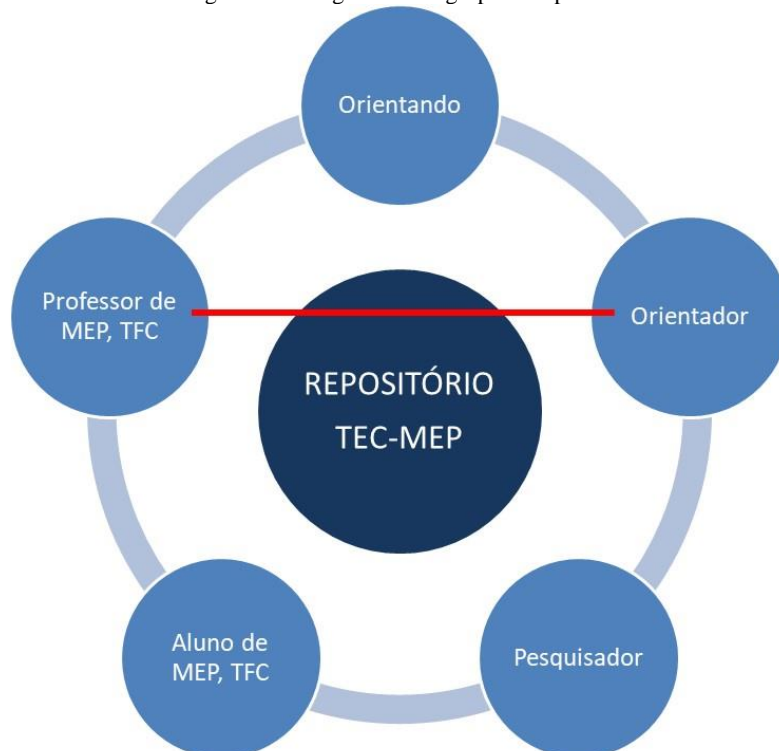 Orientando
Professor de
MEP, TFC
Orientador
REPOSITÓRIO
TEC-MEP
Aluno de
MEP, TFC
Pesquisador